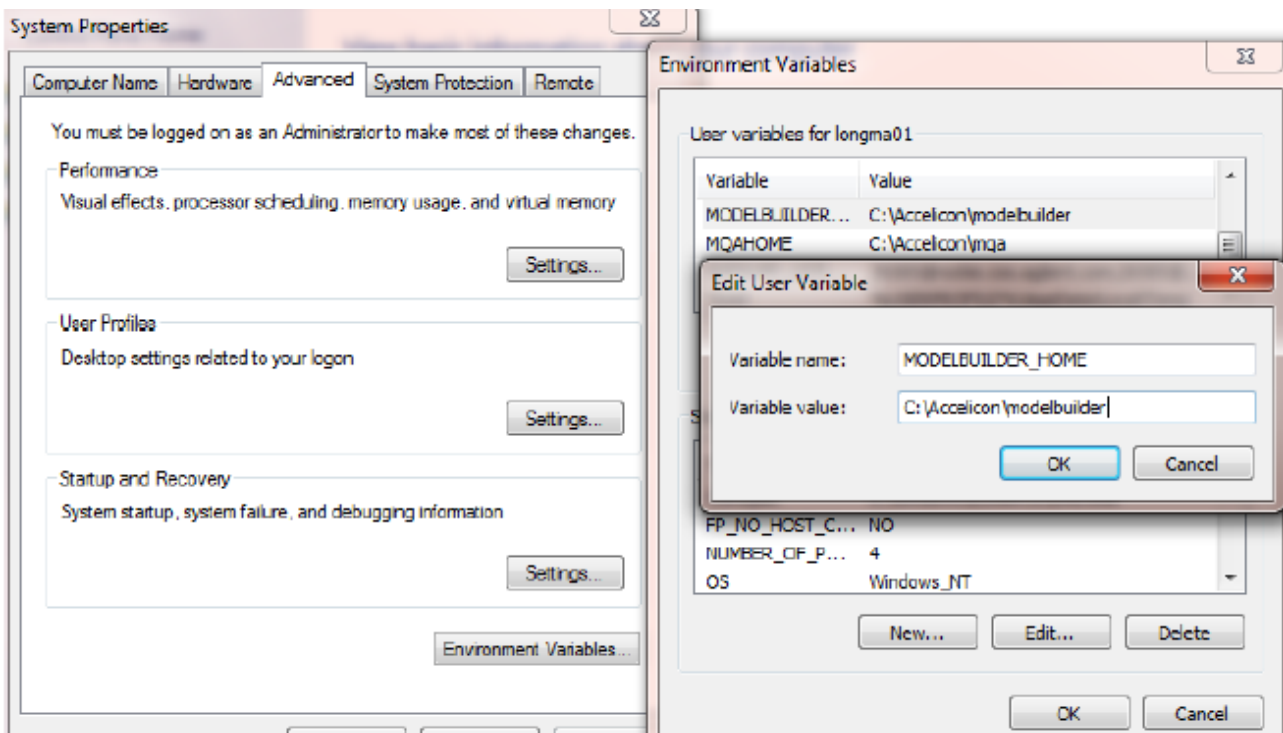 System Properties
Computer Name Hardware Advanced System Protection Remote
You must be logged on as an Administrator to make most of these changes.
Performance
Visual effects, processor scheduling, memory usage, and virtual memory
Settings...
User Profiles
Desktop settings related to your logon
Settings...
Startup and Recovery
System startup, system failure, and debugging information
Settings...
Environment Variables...
Environment Variables
User variables for longma01
Variable Value
MODELBUILDER... C:\Accelicon\modelbuilder
MQAHOME C:\Accelicon\mqa
Edit User Variable
Variable name: MODELBUILDER_HOME
Variable value: C:\Accelicon\modelbuilder
OK Cancel
FP_NO_HOST_C... NO
NUMBER_OF_P... 4
OS Windows_NT
New... Edit... Delete
OK Cancel